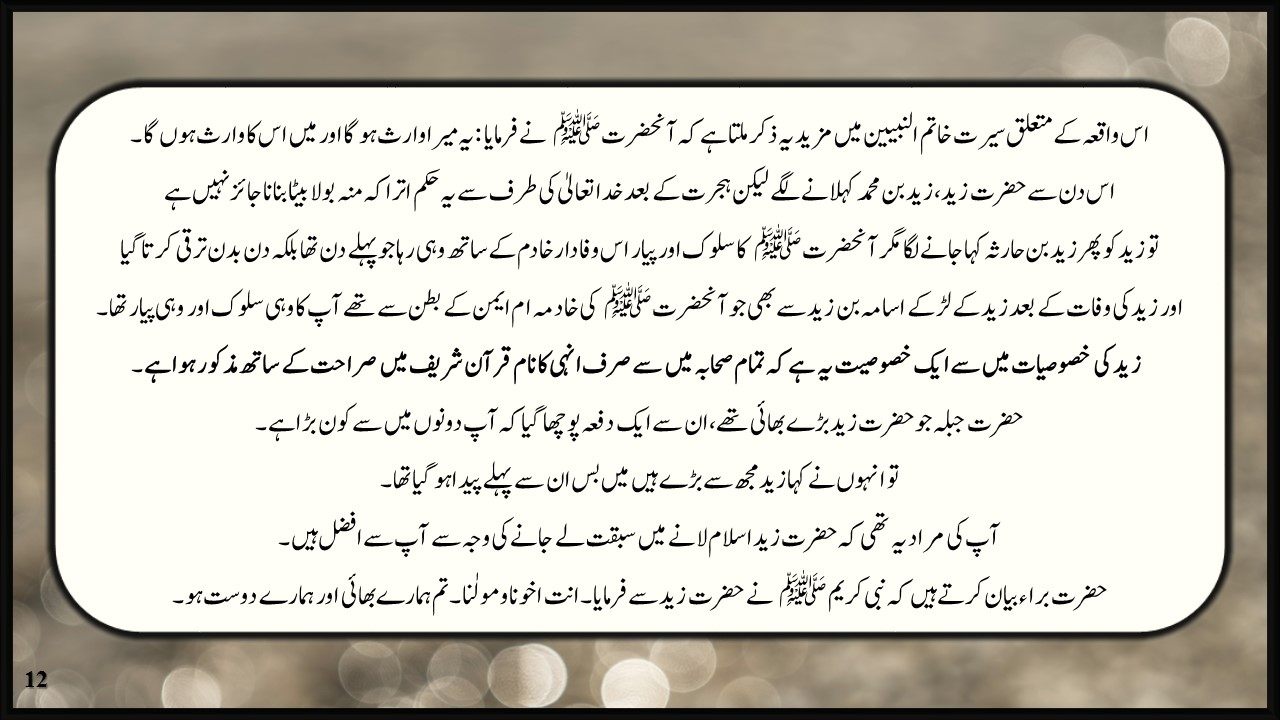 اس واقعہ کے متعلق سیرت خاتم النبیین میں مزید یہ ذکر ملتا ہے کہ آنحضرت ﷺ نے فرمایا: یہ میرا وارث ہو گا اور میں اس کا وارث ہوں گا۔
اس دن سے حضرت زید، زید بن محمد کہلانے لگے لیکن ہجرت کے بعد خدا تعالیٰ کی طرف سے یہ حکم اترا کہ منہ بولا بیٹا بنانا جائز نہیں ہے
تو زید کو پھر زید بن حارثہ کہا جانے لگا مگر آنحضرت ﷺ کا سلوک اور پیار اس وفادار خادم کے ساتھ وہی رہا جو پہلے دن تھا بلکہ دن بدن ترقی کرتا گیا
اور زید کی وفات کے بعد زید کے لڑکے اسامہ بن زید سے بھی جو آنحضرت ﷺ کی خادمہ ام ایمن کے بطن سے تھے آپ کا وہی سلوک اور وہی پیار تھا۔
زید کی خصوصیات میں سے ایک خصوصیت یہ ہے کہ تمام صحابہ میں سے صرف انہی کا نام قرآن شریف میں صراحت کے ساتھ مذکور ہوا ہے۔
حضرت جبلہ جو حضرت زید بڑے بھائی تھے، ان سے ایک دفعہ پوچھا گیا کہ آپ دونوں میں سے کون بڑا ہے۔
تو انہوں نے کہا زید مجھ سے بڑے ہیں میں بس ان سے پہلے پیدا ہو گیا تھا۔
آپ کی مراد یہ تھی کہ حضرت زید اسلام لانے میں سبقت لے جانے کی وجہ سے آپ سے افضل ہیں۔
حضرت براء بیان کرتے ہیں کہ نبی کریم ﷺ نے حضرت زید سے فرمایا۔ انت اخونا و مولٰنا۔ تم ہمارے بھائی اور ہمارے دوست ہو۔
12